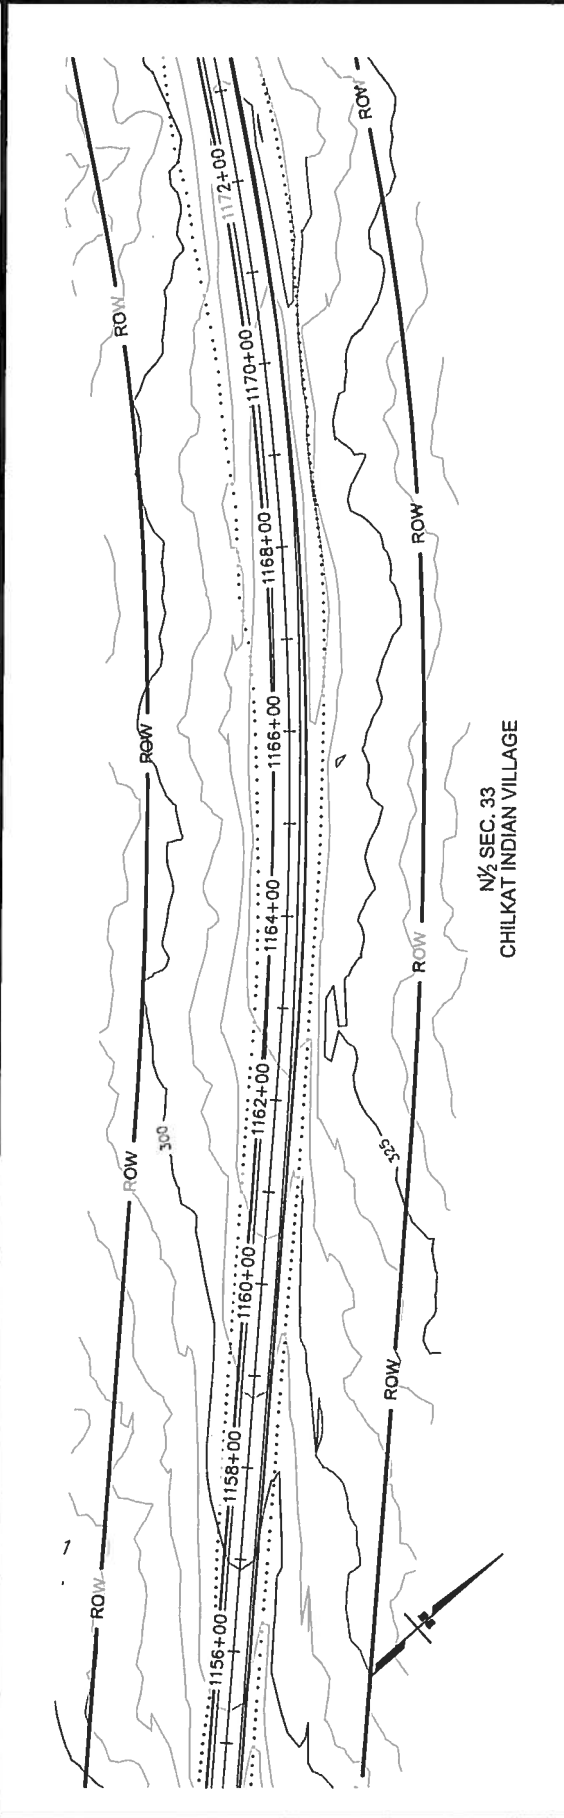 ROW
ROW
1172+00
1170+00
ROW
1168+00
ROW
1166+00
N½ SEC. 33
CHILKAT INDIAN VILLAGE
1164+00
ROW
1162+00
300
ROW
325
1160+00
ROW
1158+00
1
ROW
1156+00